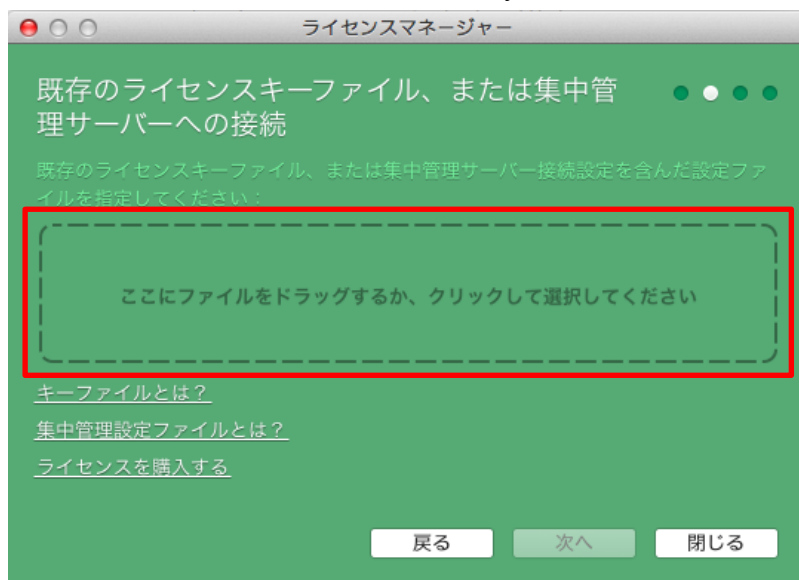 ライセンスマネージャー
既存のライセンスキーファイル、または集中管
理サーバーへの接続
既存のライセンスキーファイル、または集中管理サーバー接続設定を含んだ設定ファ
イルを指定してください：
ここにファイルをドラッグするか、クリックして選択してください
キーファイルとは？
集中管理設定ファイルとは？
ライセンスを購入する
戻る 次へ 閉じる